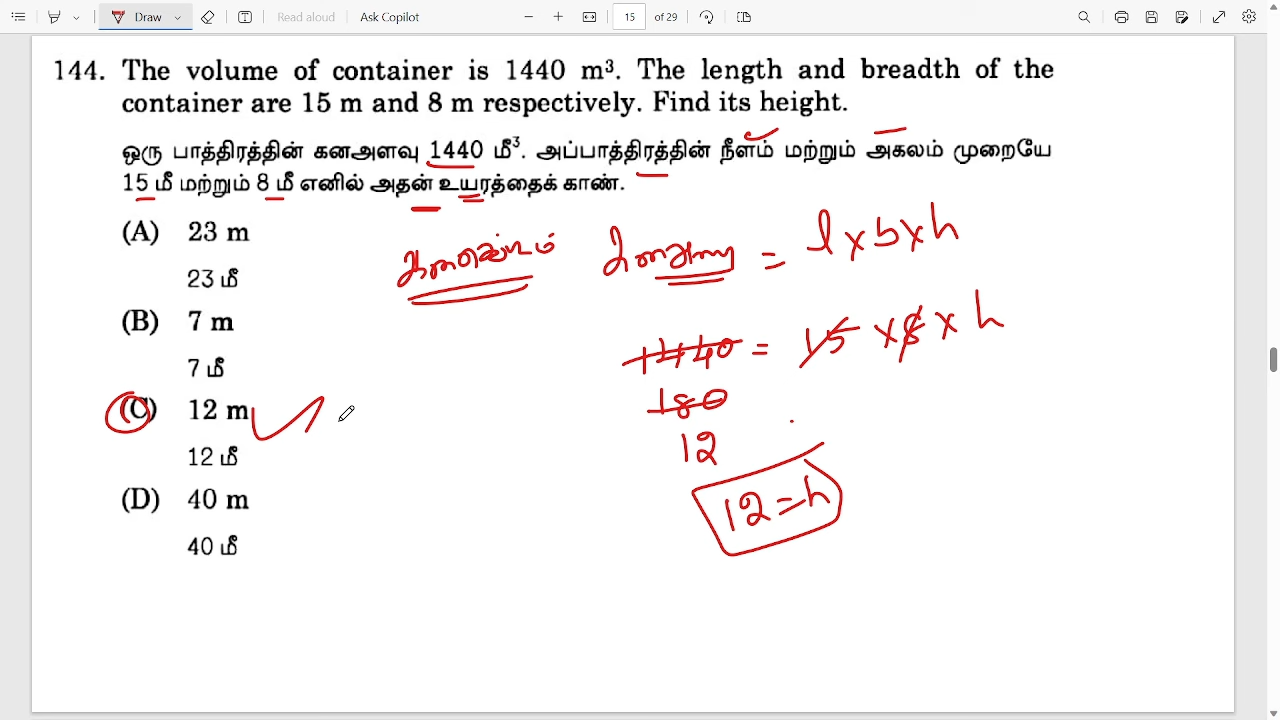 Draw
Read aloud
Ask Copilot
15 of 29
144. The volume of container is 1440 m³. The length and breadth of the
container are 15 m and 8 m respectively. Find its height.
ஒரு பாத்திரத்தின் கனஅளவு 1440 மீ³. அப்பாத்திரத்தின் நீளம் மற்றும் அகலம் முறையே
15 மீ மற்றும் 8 மீ எனில் அதன் உயரத்தைக் காண்.
(A) 23 m
23 மீ
(B) 7 m
7 மீ
(C) 12 m
12 மீ
(D) 40 m
40 மீ
= l x b x h
1440 = 15 x 8 x h
180
12
12 = h